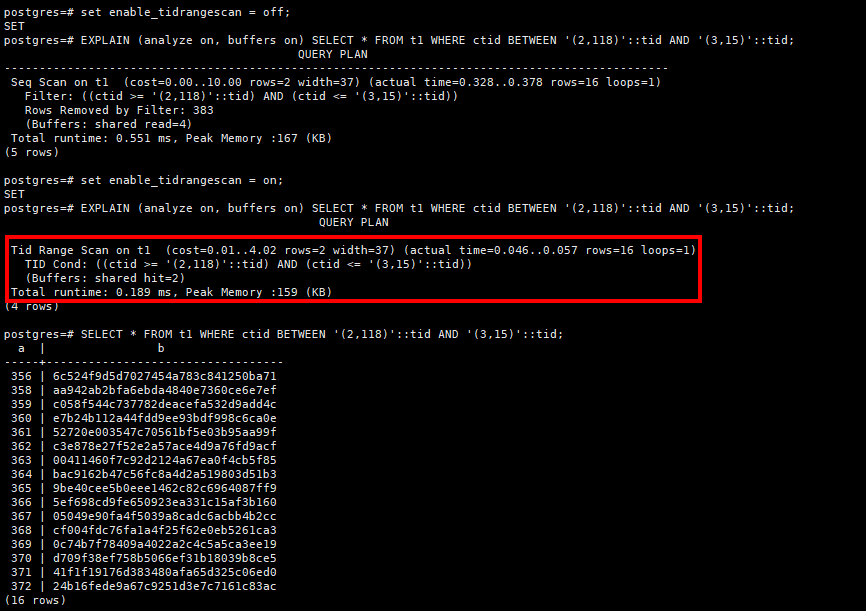 postgres=# set enable_tidrangescan = off;
SET
postgres=# EXPLAIN (analyze on, buffers on) SELECT * FROM t1 WHERE ctid BETWEEN '(2,118)'::tid AND '(3,15)'::tid;
                                          QUERY PLAN
-----------------------------------------------------------------------------------------------
 Seq Scan on t1  (cost=0.00..10.00 rows=2 width=37) (actual time=0.328..0.378 rows=16 loops=1)
   Filter: ((ctid >= '(2,118)'::tid) AND (ctid <= '(3,15)'::tid))
   Rows Removed by Filter: 383
   (Buffers: shared read=4)
 Total runtime: 0.551 ms, Peak Memory :167 (KB)
(5 rows)

postgres=# set enable_tidrangescan = on;
SET
postgres=# EXPLAIN (analyze on, buffers on) SELECT * FROM t1 WHERE ctid BETWEEN '(2,118)'::tid AND '(3,15)'::tid;
                                             QUERY PLAN
 Tid Range Scan on t1  (cost=0.01..4.02 rows=2 width=37) (actual time=0.046..0.057 rows=16 loops=1)
   TID Cond: ((ctid >= '(2,118)'::tid) AND (ctid <= '(3,15)'::tid))
   (Buffers: shared hit=2)
 Total runtime: 0.189 ms, Peak Memory :159 (KB)
(4 rows)

postgres=# SELECT * FROM t1 WHERE ctid BETWEEN '(2,118)'::tid AND '(3,15)'::tid;
  a  |                b
-----+----------------------------------
 356 | 6c524f9d5d7027454a783c841250ba71
 358 | aa942ab2bfa6ebda4840e7360ce6e7ef
 359 | c058f544c737782deacefa532d9add4c
 360 | e7b24b112a44fdd9ee93bdf998c6ca0e
 361 | 52720e003547c70561bf5e03b95aa99f
 362 | c3e878e27f52e2a57ace4d9a76fd9acf
 363 | 00411460f7c92d2124a67ea0f4cb5f85
 364 | bac9162b47c56fc8a4d2a519803d51b3
 365 | 9be40cee5b0eee1462c82c6964087ff9
 366 | 5ef698cd9fe650923ea331c15af3b160
 367 | 05049e90fa4f5039a8cadc6acbb4b2cc
 368 | cf004fdc76fa1a4f25f62e0eb5261ca3
 369 | 0c74b7f78409a4022a2c4c5a5ca3ee19
 370 | d709f38ef758b5066ef31b18039b8ce5
 371 | 41f1f19176d383480afa65d325c06ed0
 372 | 24b16fede9a67c9251d3e7c7161c83ac
(16 rows)